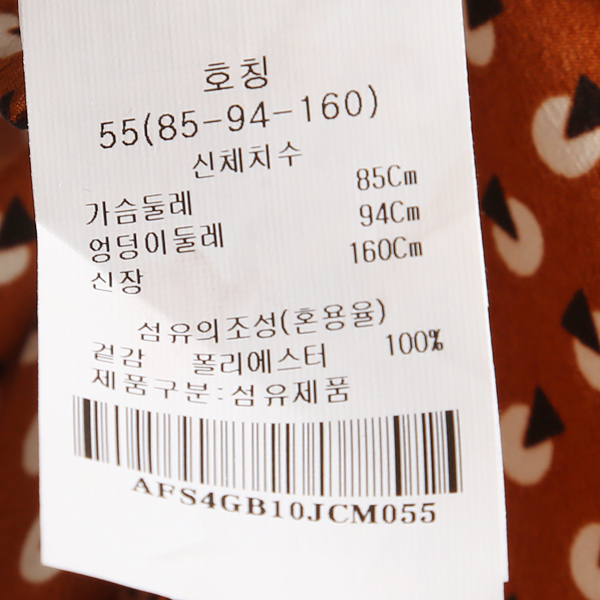 호칭
55(85-94-160)
신체치수
가슴둘레 85Cm
엉덩이둘레 94Cm
신장 160Cm
섬유의조성(혼용율)
겉감 폴리에스터 100%
제품구분:섬유제품
AFS4GB10JCM055